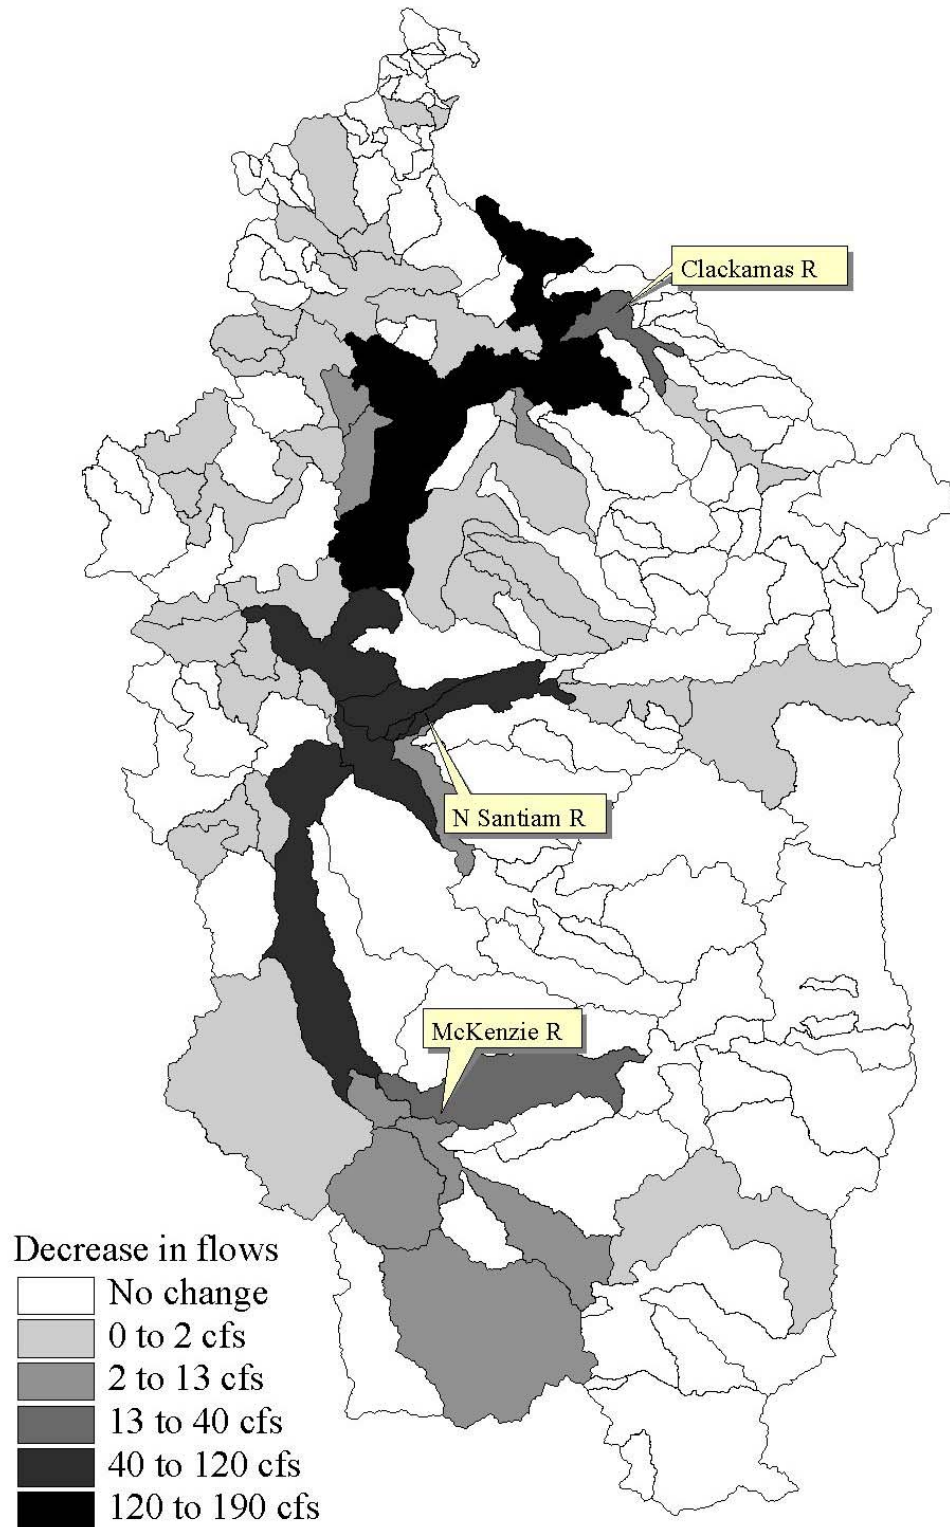 Clackamas R
N Santiam R
McKenzie R
Decrease in flows
No change
0 to 2 cfs
2 to 13 cfs
13 to 40 cfs
40 to 120 cfs
120 to 190 cfs